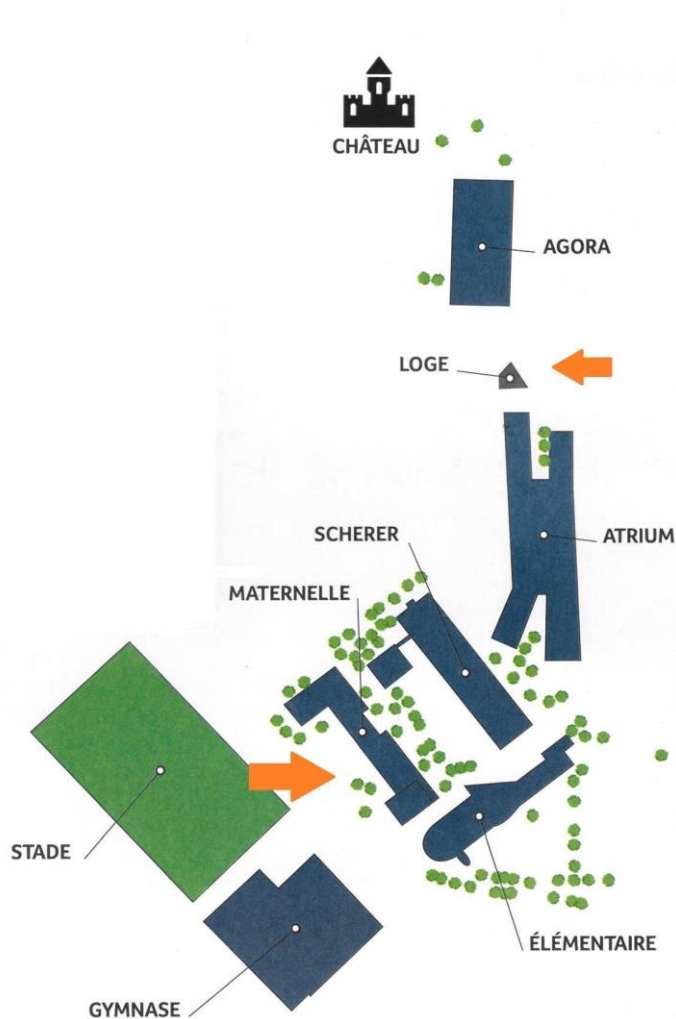 CHÂTEAU
AGORA
LOGE
SCHERER
ATRIUM
MATERNELLE
STADE
ÉLÉMENTAIRE
GYMNASE